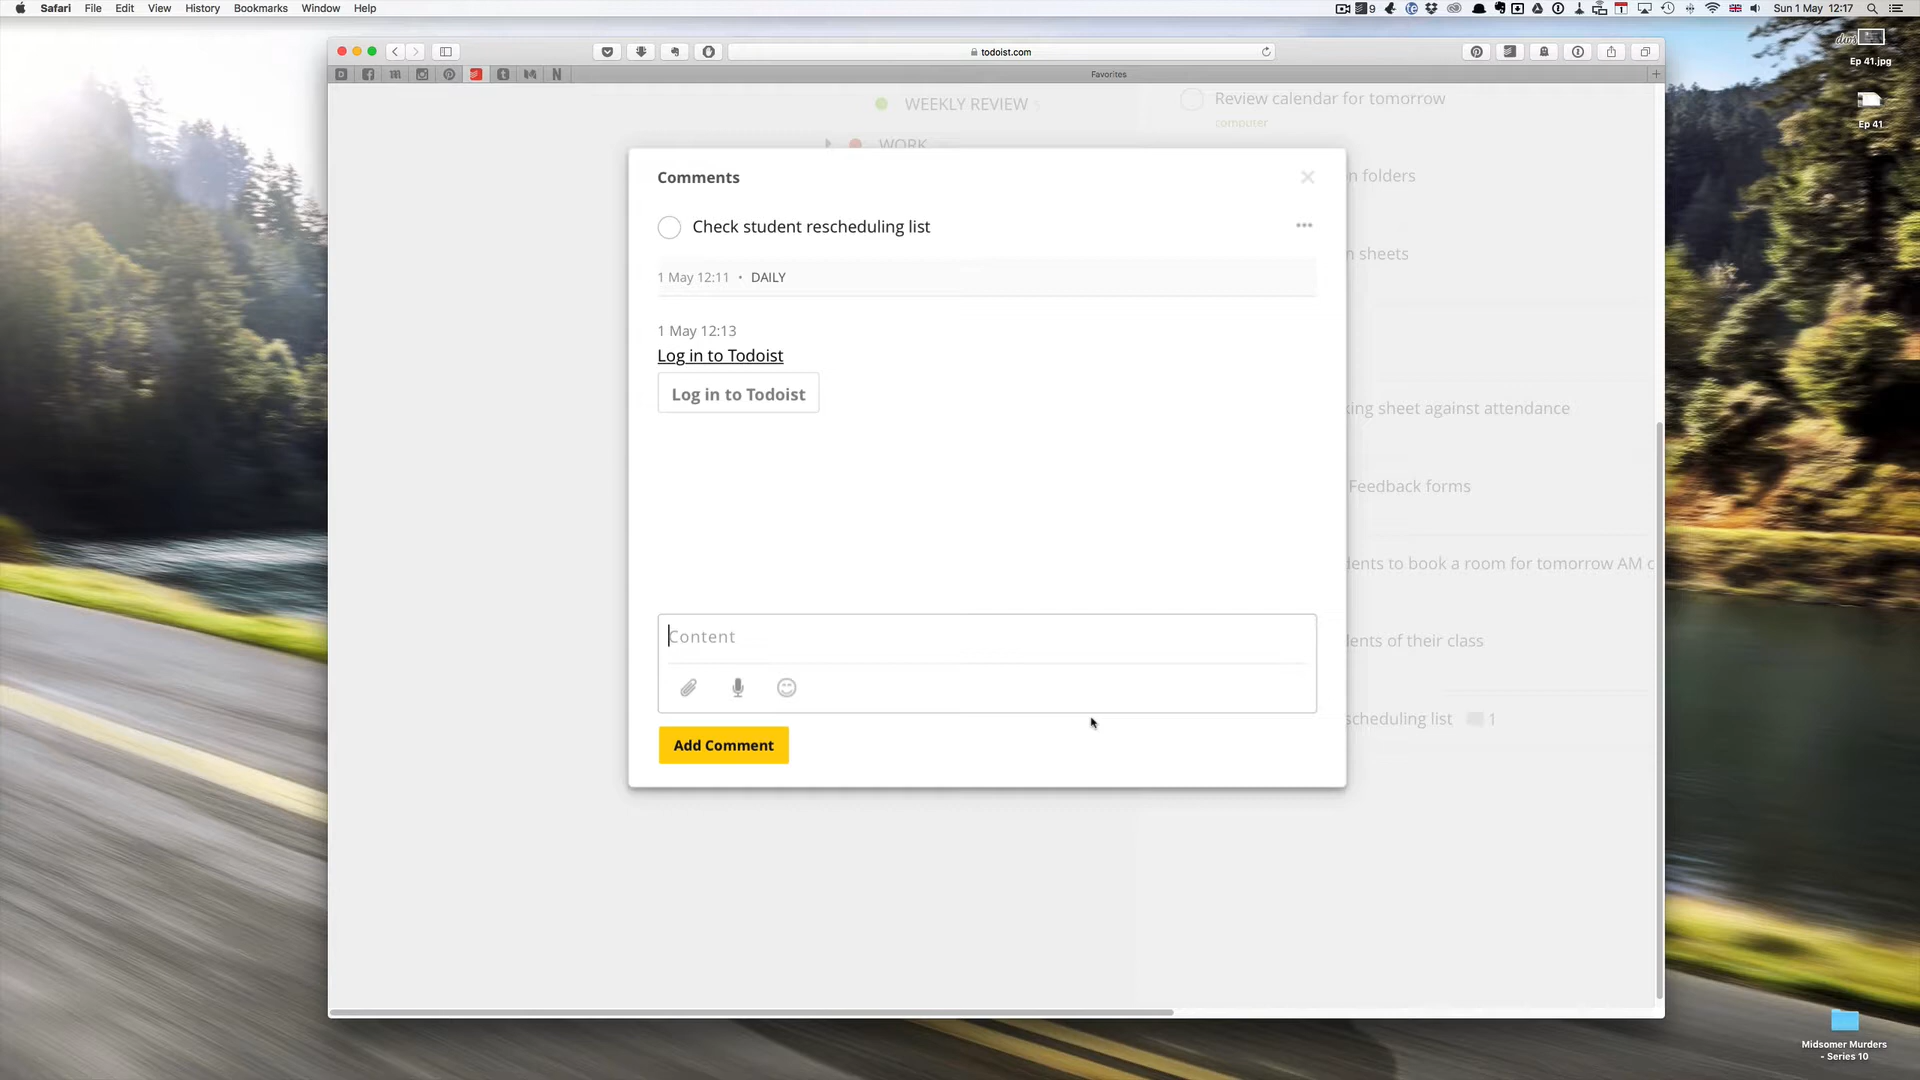 Safari File Edit View History Bookmarks Window Help
9
1
Sun 1 May 12:17
todoist.com
Favorites
Ep 41.jpg
Ep 41
WEEKLY REVIEW
WORK
Review calendar for tomorrow
computer
n folders
n sheets
king sheet against attendance
Feedback forms
dents to book a room for tomorrow AM c
dents of their class
scheduling list 1
Comments
Check student rescheduling list
1 May 12:11 • DAILY
1 May 12:13
Log in to Todoist
Log in to Todoist
Content
Add Comment
Midsomer Murders
- Series 10